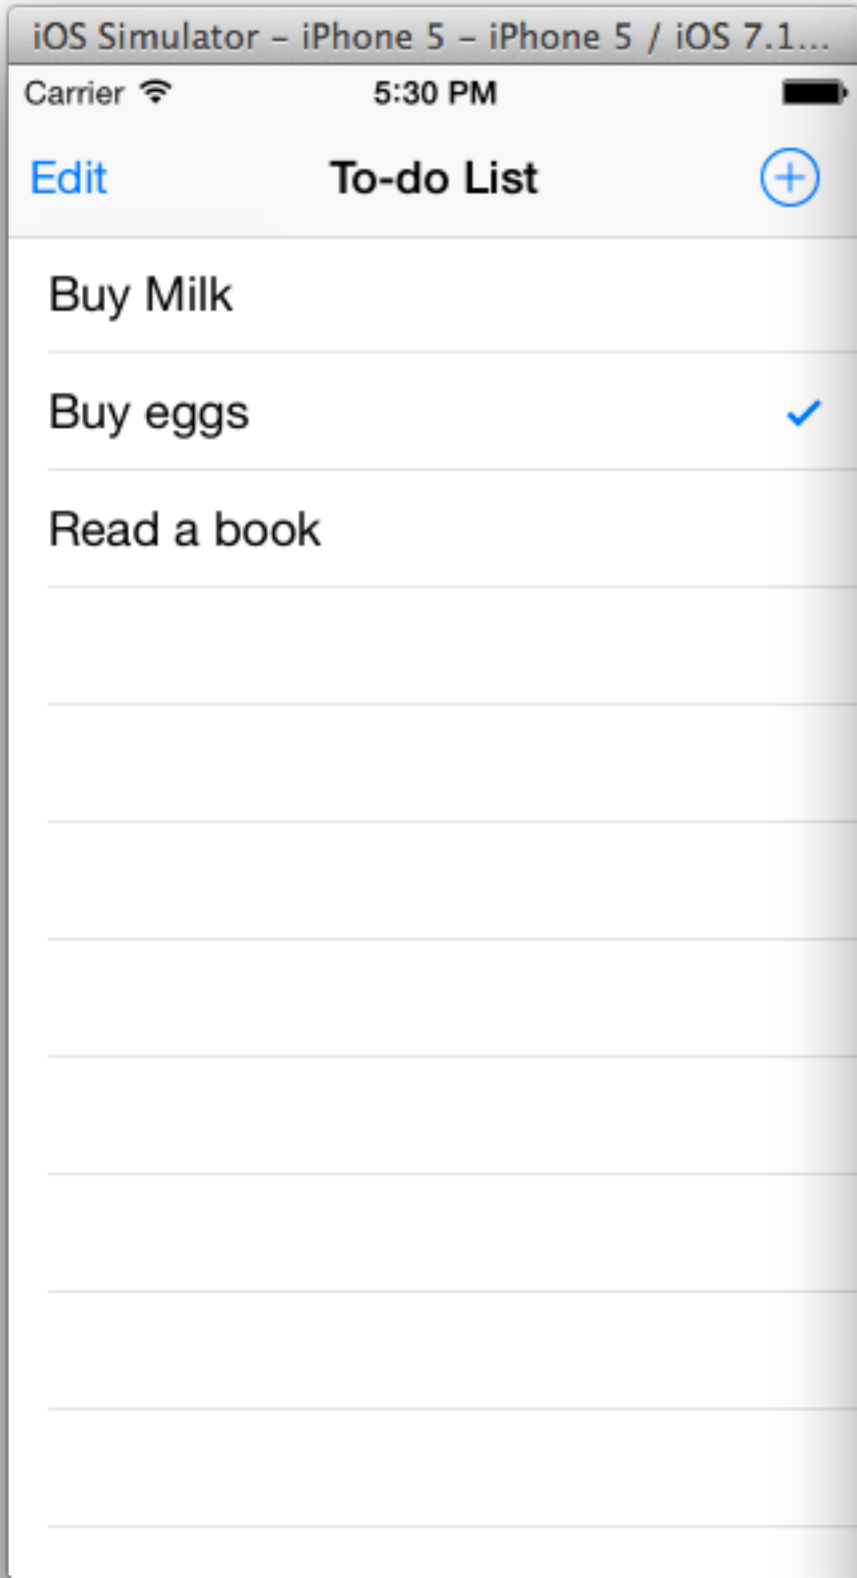 iOS Simulator – iPhone 5 – iPhone 5 / iOS 7.1...
Carrier 5:30 PM
Edit To-do List
Buy Milk
Buy eggs
Read a book